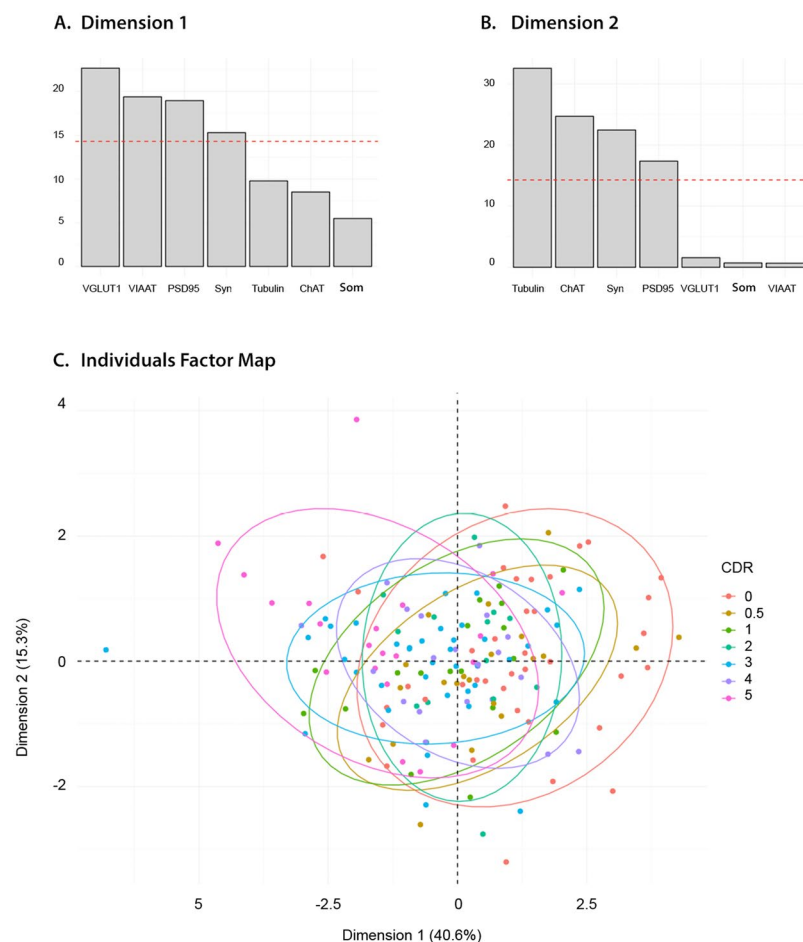 A. Dimension 1
20
15
10
5
0
VGLUT1 VIAAT PSD95 Syn Tubulin ChAT Som
B. Dimension 2
30
20
10
0
Tubulin ChAT Syn PSD95 VGLUT1 Som VIAAT
C. Individuals Factor Map
4
2
0
-2
Dimension 2 (15.3%)
5 -2.5 0 2.5
Dimension 1 (40.6%)
CDR
0
0.5
1
2
3
4
5